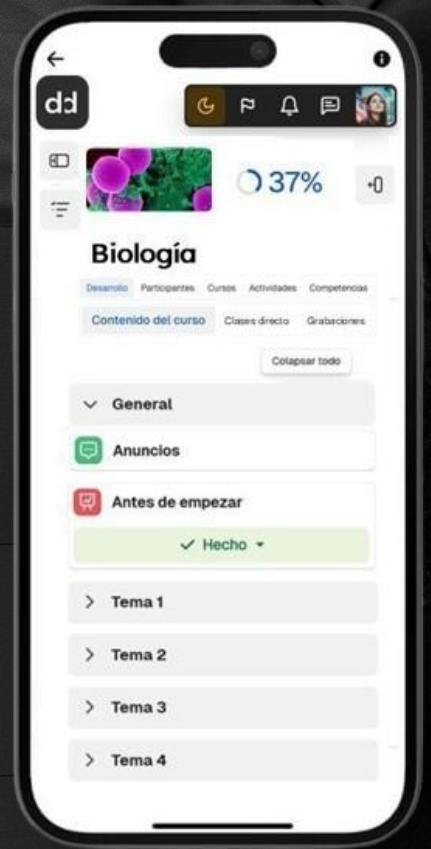 dd
37%
Biología
Desarrollo Participantes Cursos Actividades Competencias
Contenido del curso Clases directo Grabaciones
Colapsar todo
General
Anuncios
Antes de empezar
Hecho
Tema 1
Tema 2
Tema 3
Tema 4